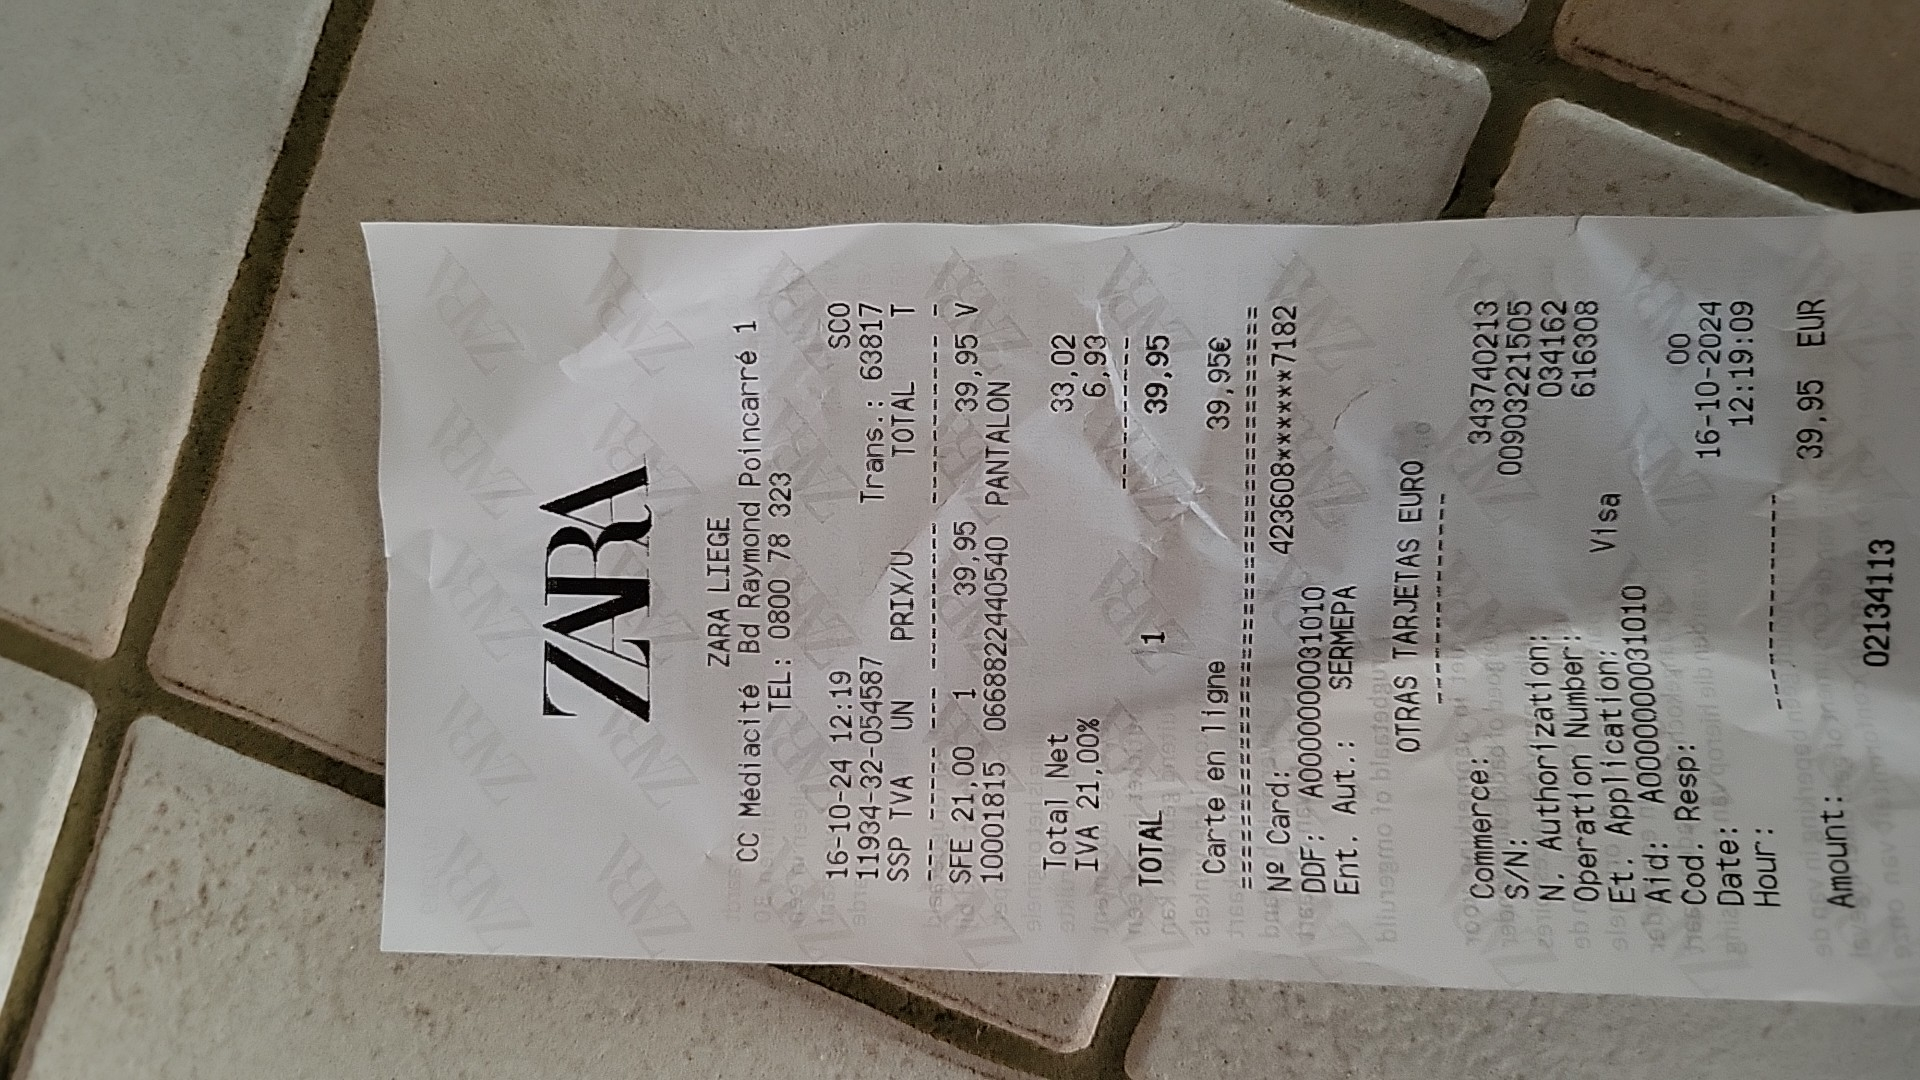 ZARA
ZARA LIEGE
CC Médiacité Bd Raymond Poincarré 1
TEL: 0800 78 323
16-10-24 12:19 SCO
11934-32-054587 Trans.: 63817
SSP TVA UN PRIX/U TOTAL T
SFE 21,00 1 39,95 39,95 V
10001815 0668822440540 PANTALON
Total Net 33,02
IVA 21,00% 6,93
TOTAL 1 39,95
Carte en ligne 39,95€
Nº Card: 423608******7182
DDF: A0000000031010
Ent. Aut.: SERMEPA
OTRAS TARJETAS EURO
Commerce: 343740213
S/N: 0090322​1505
N. Authorization: 034162
Operation Number: 616308
Et. Application: Visa
Aid: A0000000031010
Cod. Resp: 00
Date: 16-10-2024
Hour: 12:19:09
Amount: 39,95 EUR
02134113